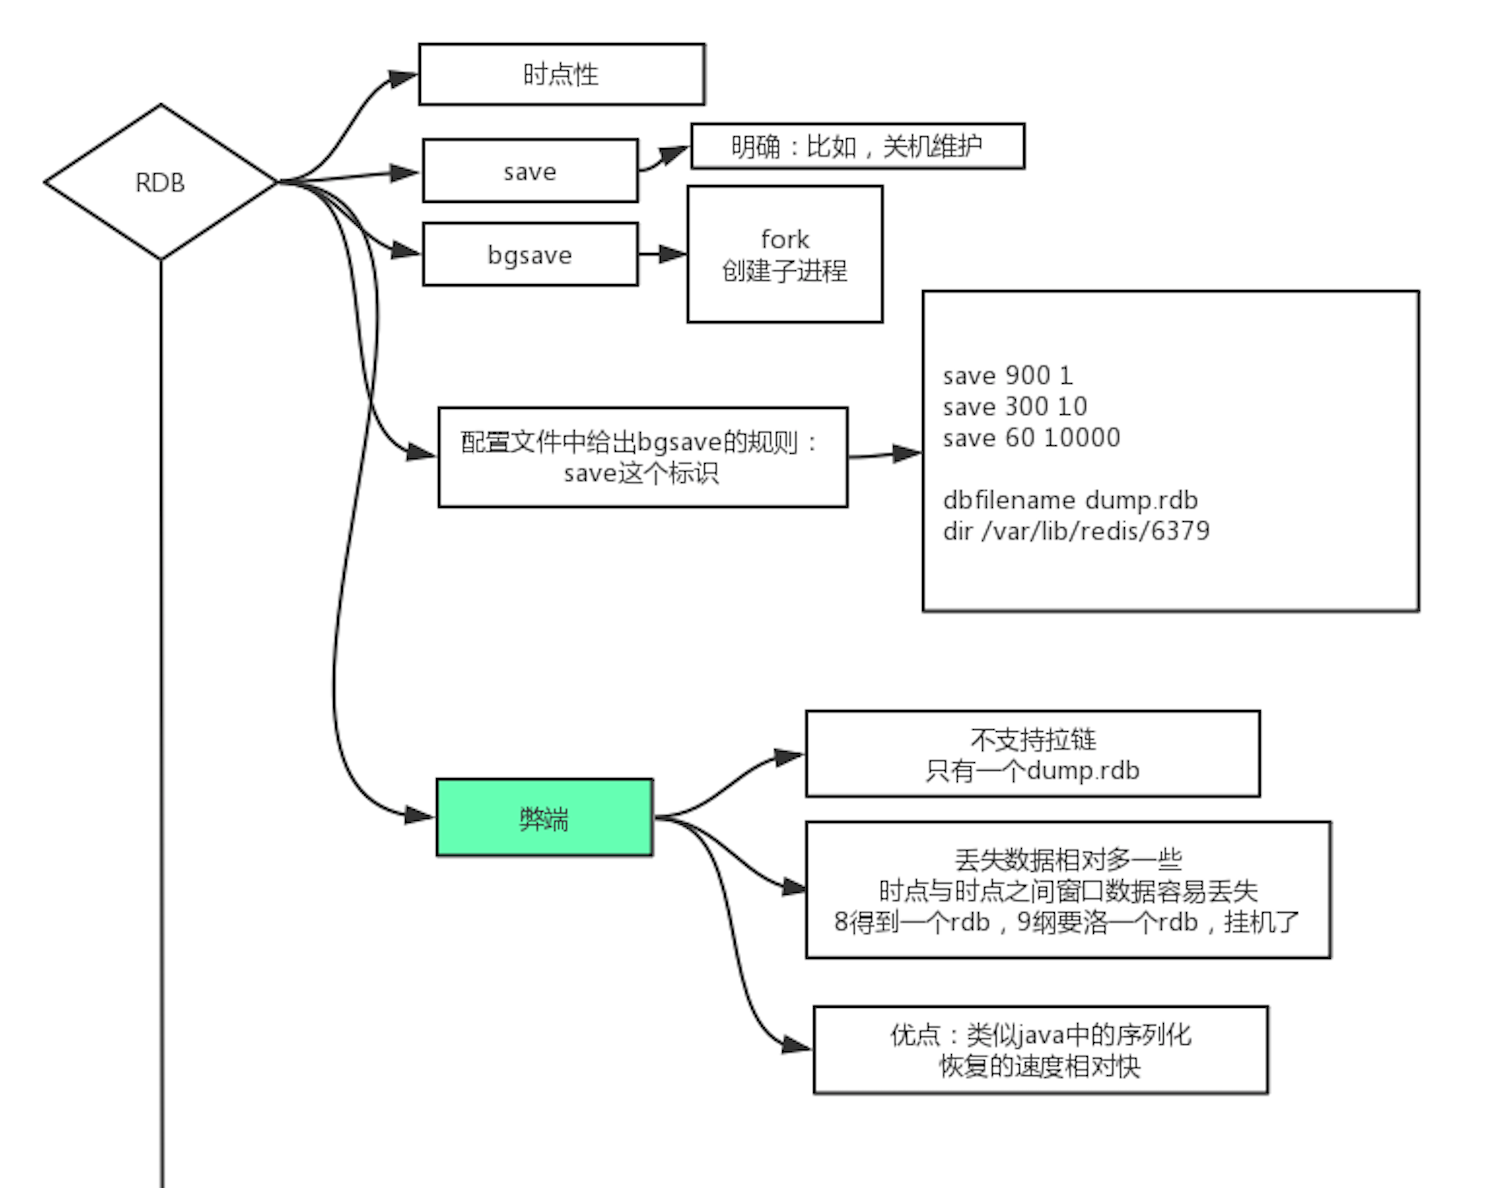 RDB
时点性
save
明确：比如，关机维护
bgsave
fork
创建子进程
配置文件中给出bgsave的规则：
save这个标识
save 900 1
save 300 10
save 60 10000
dbfilename dump.rdb
dir /var/lib/redis/6379
弊端
不支持拉链
只有一个dump.rdb
丢失数据相对多一些
时点与时点之间窗口数据容易丢失
8得到一个rdb，9纲要洛一个rdb，挂机了
优点：类似java中的序列化
恢复的速度相对快